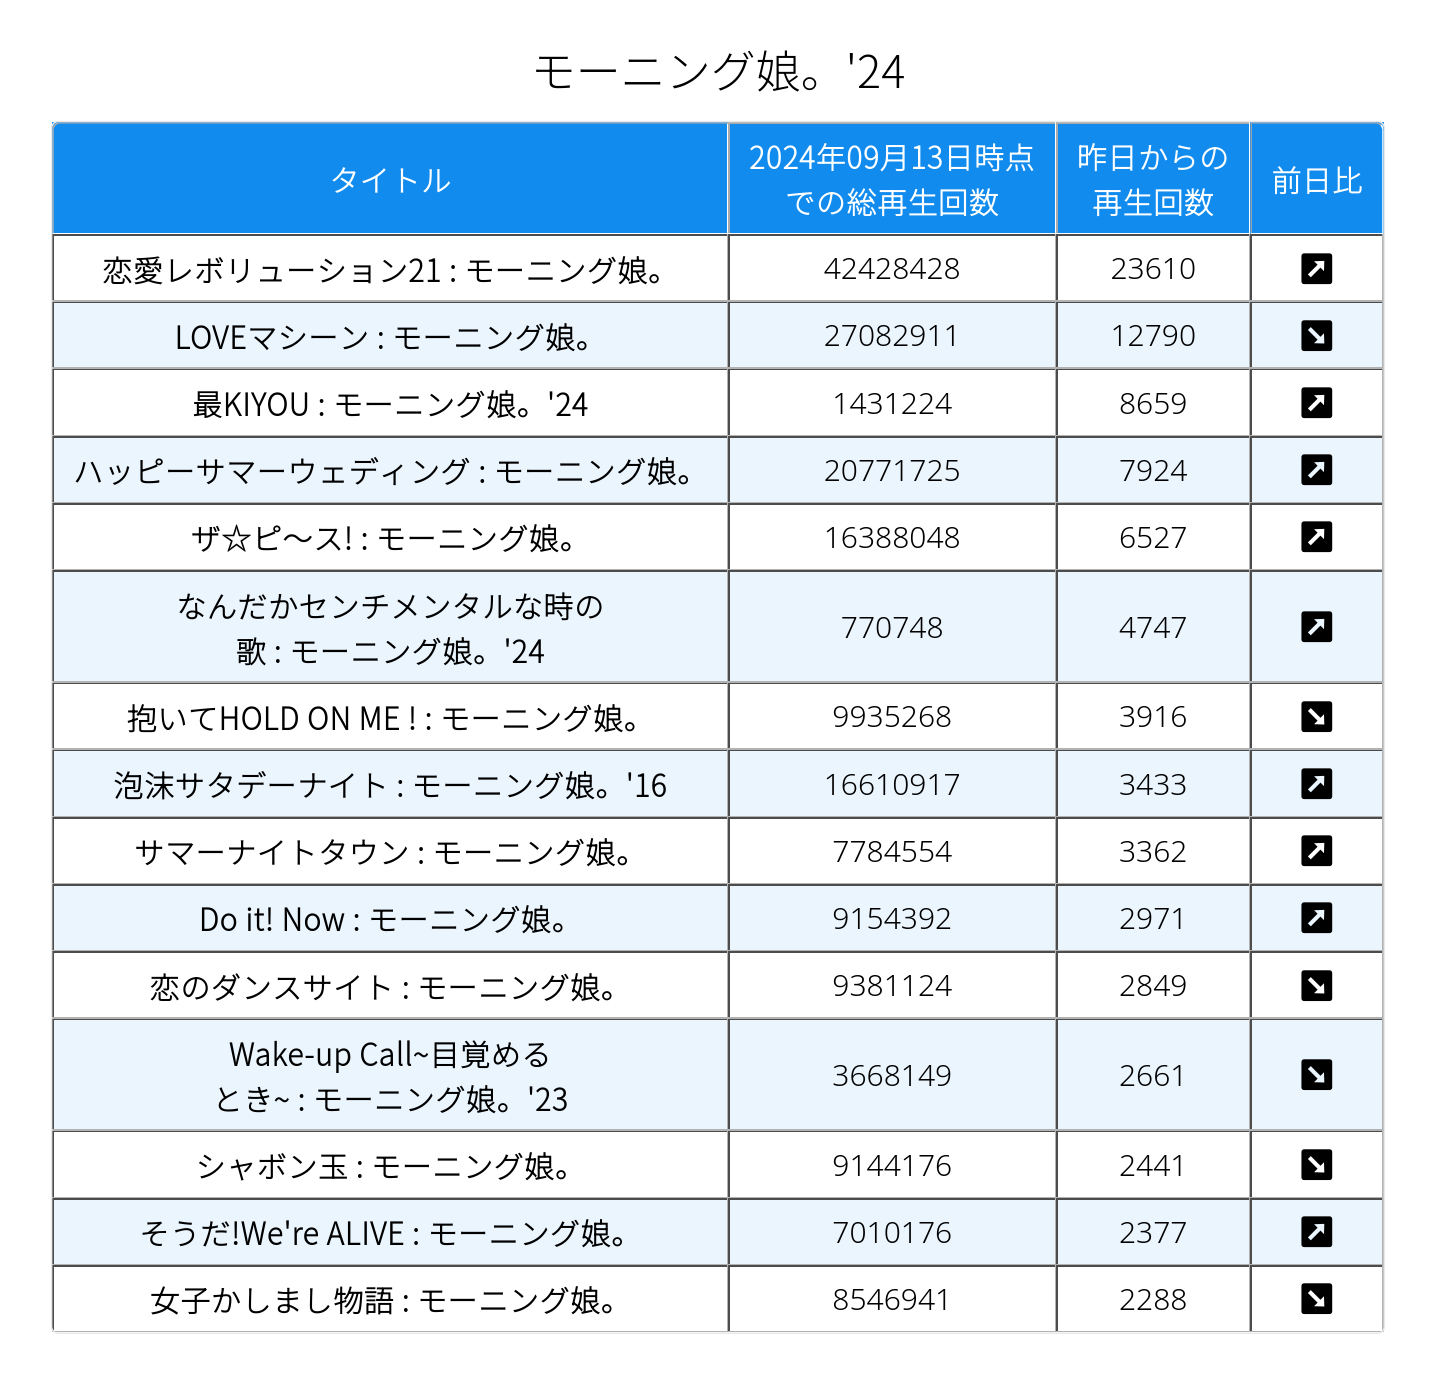 モーニング娘。'24
タイトル
2024年09月13日時点
での総再生回数
昨日からの
再生回数
前日比
恋愛レボリューション21 : モーニング娘。 42428428 23610
LOVEマシーン : モーニング娘。 27082911 12790
最KIYOU : モーニング娘。'24 1431224 8659
ハッピーサマーウェディング : モーニング娘。 20771725 7924
ザ☆ピ～ス! : モーニング娘。 16388048 6527
なんだかセンチメンタルな時の
歌 : モーニング娘。'24 770748 4747
抱いてHOLD ON ME ! : モーニング娘。 9935268 3916
泡沫サタデーナイト : モーニング娘。'16 16610917 3433
サマーナイトタウン : モーニング娘。 7784554 3362
Do it! Now : モーニング娘。 9154392 2971
恋のダンスサイト : モーニング娘。 9381124 2849
Wake-up Call~目覚める
とき~ : モーニング娘。'23 3668149 2661
シャボン玉 : モーニング娘。 9144176 2441
そうだ!We're ALIVE : モーニング娘。 7010176 2377
女子かしまし物語 : モーニング娘。 8546941 2288